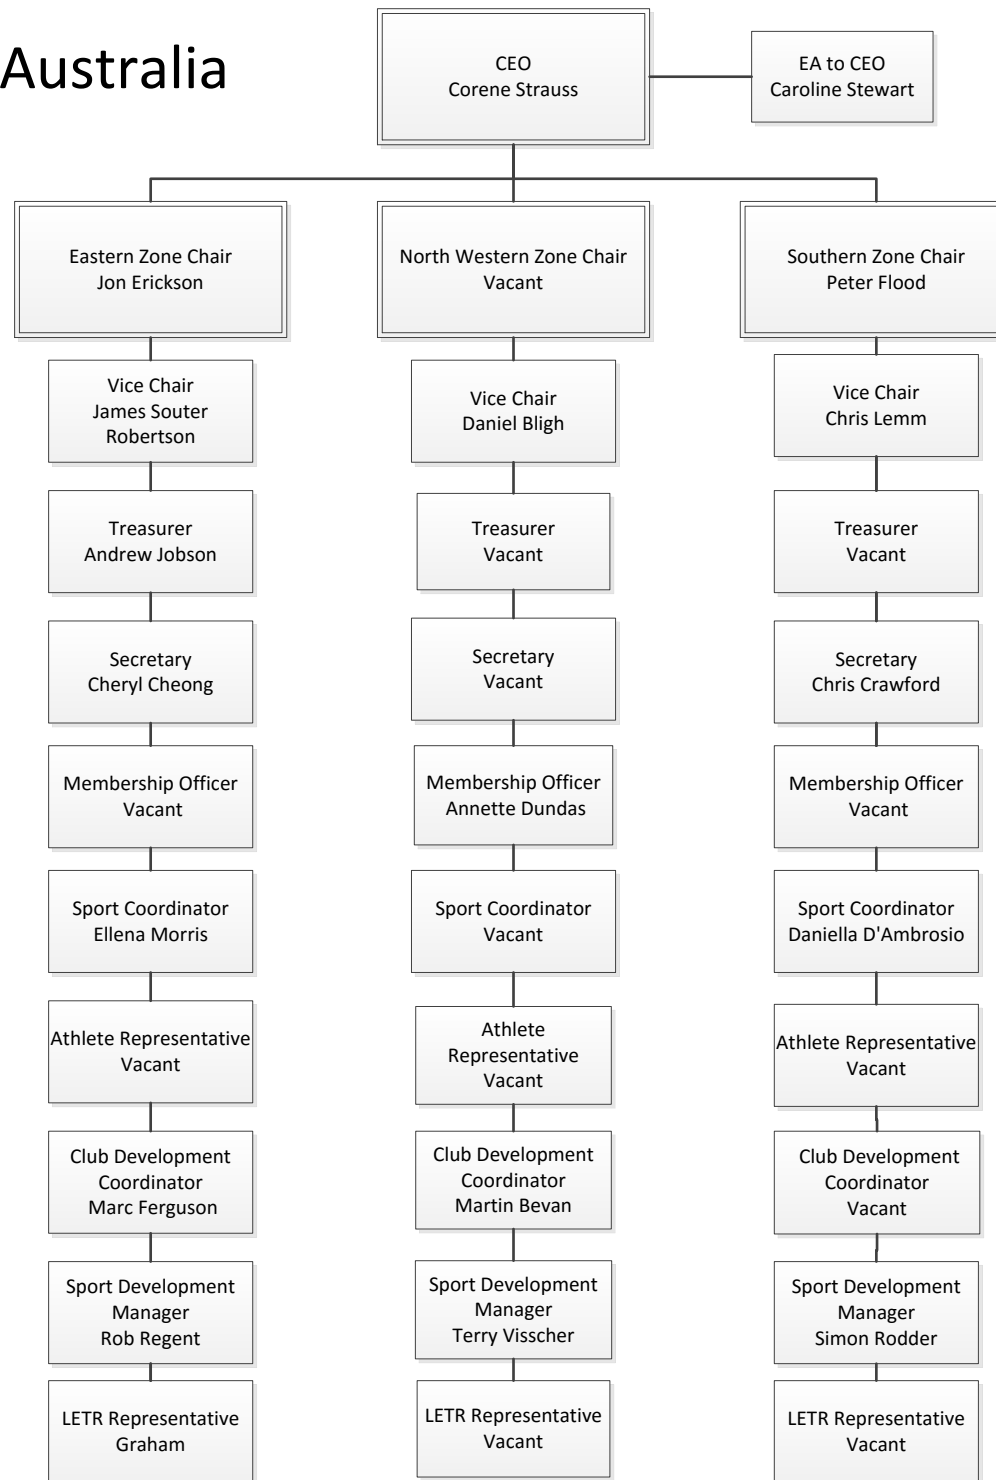 Australia
CEO
Corene Strauss
EA to CEO
Caroline Stewart
Eastern Zone Chair
Jon Erickson
North Western Zone Chair
Vacant
Southern Zone Chair
Peter Flood
Vice Chair
James Souter
Robertson
Vice Chair
Daniel Bligh
Vice Chair
Chris Lemm
Treasurer
Andrew Jobson
Treasurer
Vacant
Treasurer
Vacant
Secretary
Cheryl Cheong
Secretary
Vacant
Secretary
Chris Crawford
Membership Officer
Vacant
Membership Officer
Annette Dundas
Membership Officer
Vacant
Sport Coordinator
Ellena Morris
Sport Coordinator
Vacant
Sport Coordinator
Daniella D'Ambrosio
Athlete Representative
Vacant
Athlete
Representative
Vacant
Athlete Representative
Vacant
Club Development
Coordinator
Marc Ferguson
Club Development
Coordinator
Martin Bevan
Club Development
Coordinator
Vacant
Sport Development
Manager
Rob Regent
Sport Development
Manager
Terry Visscher
Sport Development
Manager
Simon Rodder
LETR Representative
Graham
LETR Representative
Vacant
LETR Representative
Vacant